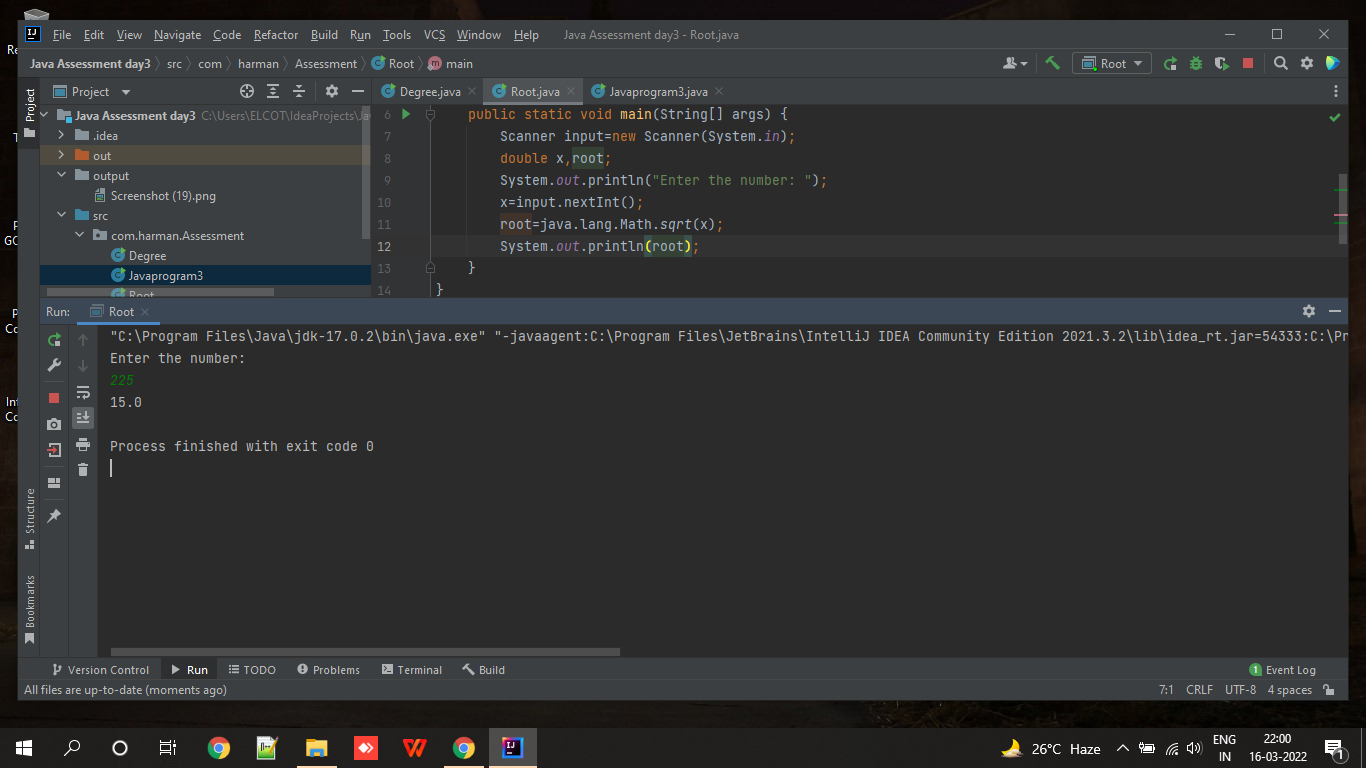 File Edit View Navigate Code Refactor Build Run Tools VCS Window Help Java Assessment day3 - Root.java
Java Assessment day3 src com harman Assessment Root main Root
Project Degree.java Root.java Javaprogram3.java
Project
Java Assessment day3 C:\Users\ELCOT\IdeaProjects\Ja
.idea
out
output
Screenshot (19).png
src
com.harman.Assessment
Degree
Javaprogram3
Root
6 public static void main(String[] args) {
7 Scanner input=new Scanner(System.in);
8 double x,root;
9 System.out.println("Enter the number: ");
10 x=input.nextInt();
11 root=java.lang.Math.sqrt(x);
12 System.out.println(root);
13 }
14 }
Run: Root
"C:\Program Files\Java\jdk-17.0.2\bin\java.exe" "-javaagent:C:\Program Files\JetBrains\IntelliJ IDEA Community Edition 2021.3.2\lib\idea_rt.jar=54333:C:\Pr
Enter the number:
225
15.0
Process finished with exit code 0
Structure
Bookmarks
Version Control Run TODO Problems Terminal Build 1 Event Log
All files are up-to-date (moments ago) 7:1 CRLF UTF-8 4 spaces
26°C Haze ENG 22:00
IN 16-03-2022 1